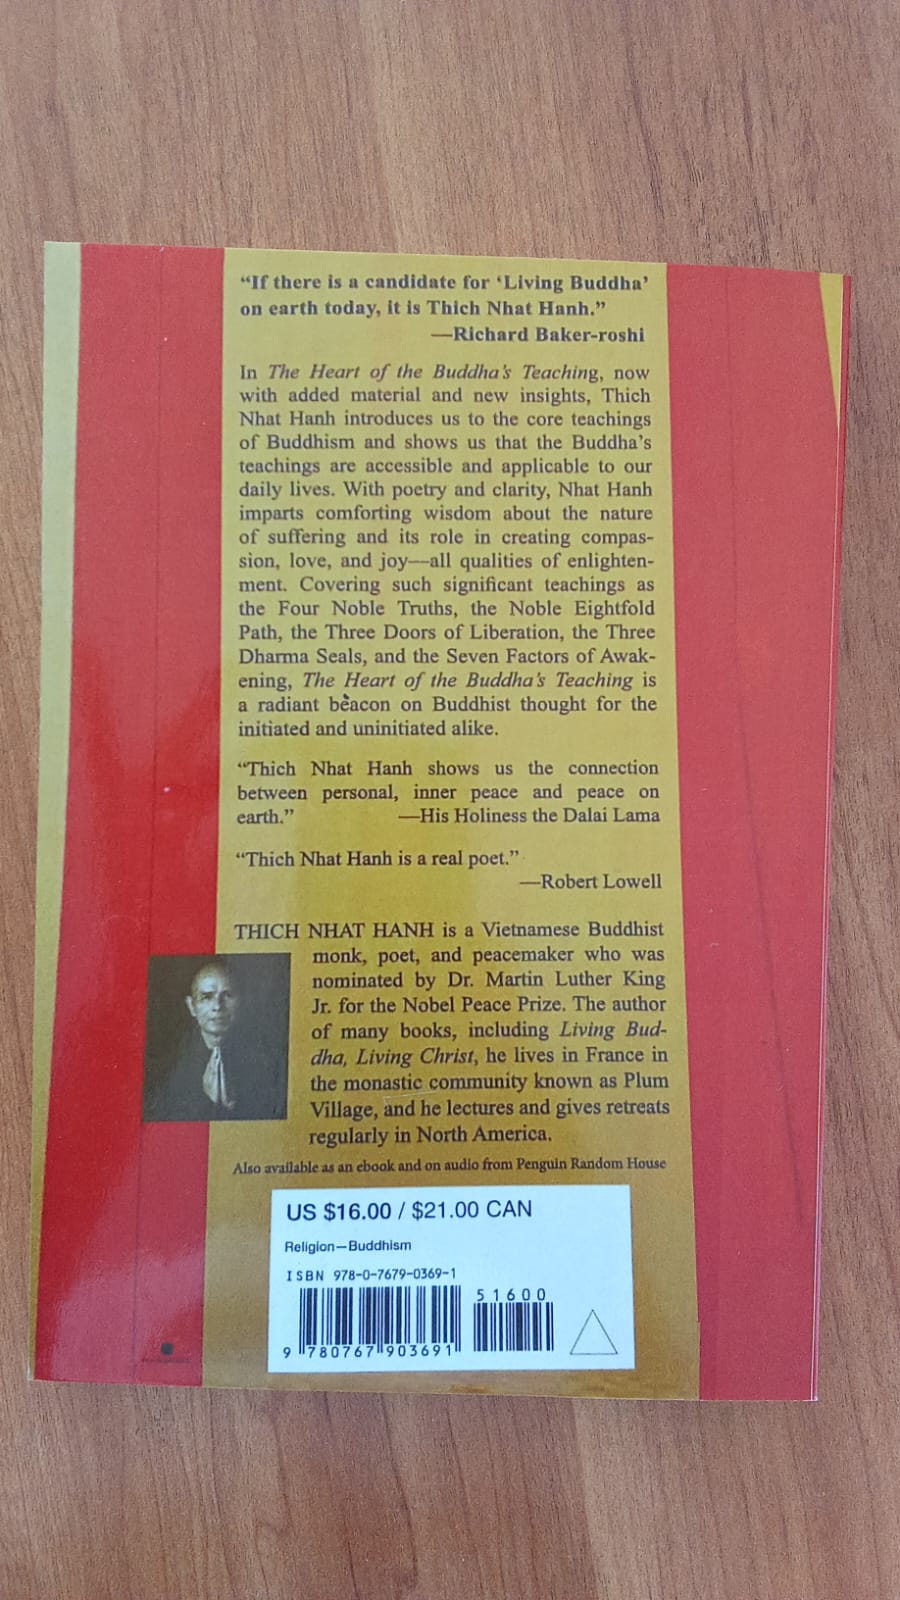 “If there is a candidate for ‘Living Buddha’
on earth today, it is Thich Nhat Hanh.”
—Richard Baker-roshi
In The Heart of the Buddha’s Teaching, now
with added material and new insights, Thich
Nhat Hanh introduces us to the core teachings
of Buddhism and shows us that the Buddha’s
teachings are accessible and applicable to our
daily lives. With poetry and clarity, Nhat Hanh
imparts comforting wisdom about the nature
of suffering and its role in creating compas-
sion, love, and joy—all qualities of enlighten-
ment. Covering such significant teachings as
the Four Noble Truths, the Noble Eightfold
Path, the Three Doors of Liberation, the Three
Dharma Seals, and the Seven Factors of Awak-
ening, The Heart of the Buddha’s Teaching is
a radiant beacon on Buddhist thought for the
initiated and uninitiated alike.
“Thich Nhat Hanh shows us the connection
between personal, inner peace and peace on
earth.” —His Holiness the Dalai Lama
“Thich Nhat Hanh is a real poet.”
—Robert Lowell
THICH NHAT HANH is a Vietnamese Buddhist
monk, poet, and peacemaker who was
nominated by Dr. Martin Luther King
Jr. for the Nobel Peace Prize. The author
of many books, including Living Bud-
dha, Living Christ, he lives in France in
the monastic community known as Plum
Village, and he lectures and gives retreats
regularly in North America.
Also available as an ebook and on audio from Penguin Random House
US $16.00 / $21.00 CAN
Religion—Buddhism
ISBN 978-0-7679-0369-1
51600
9 780767 903691